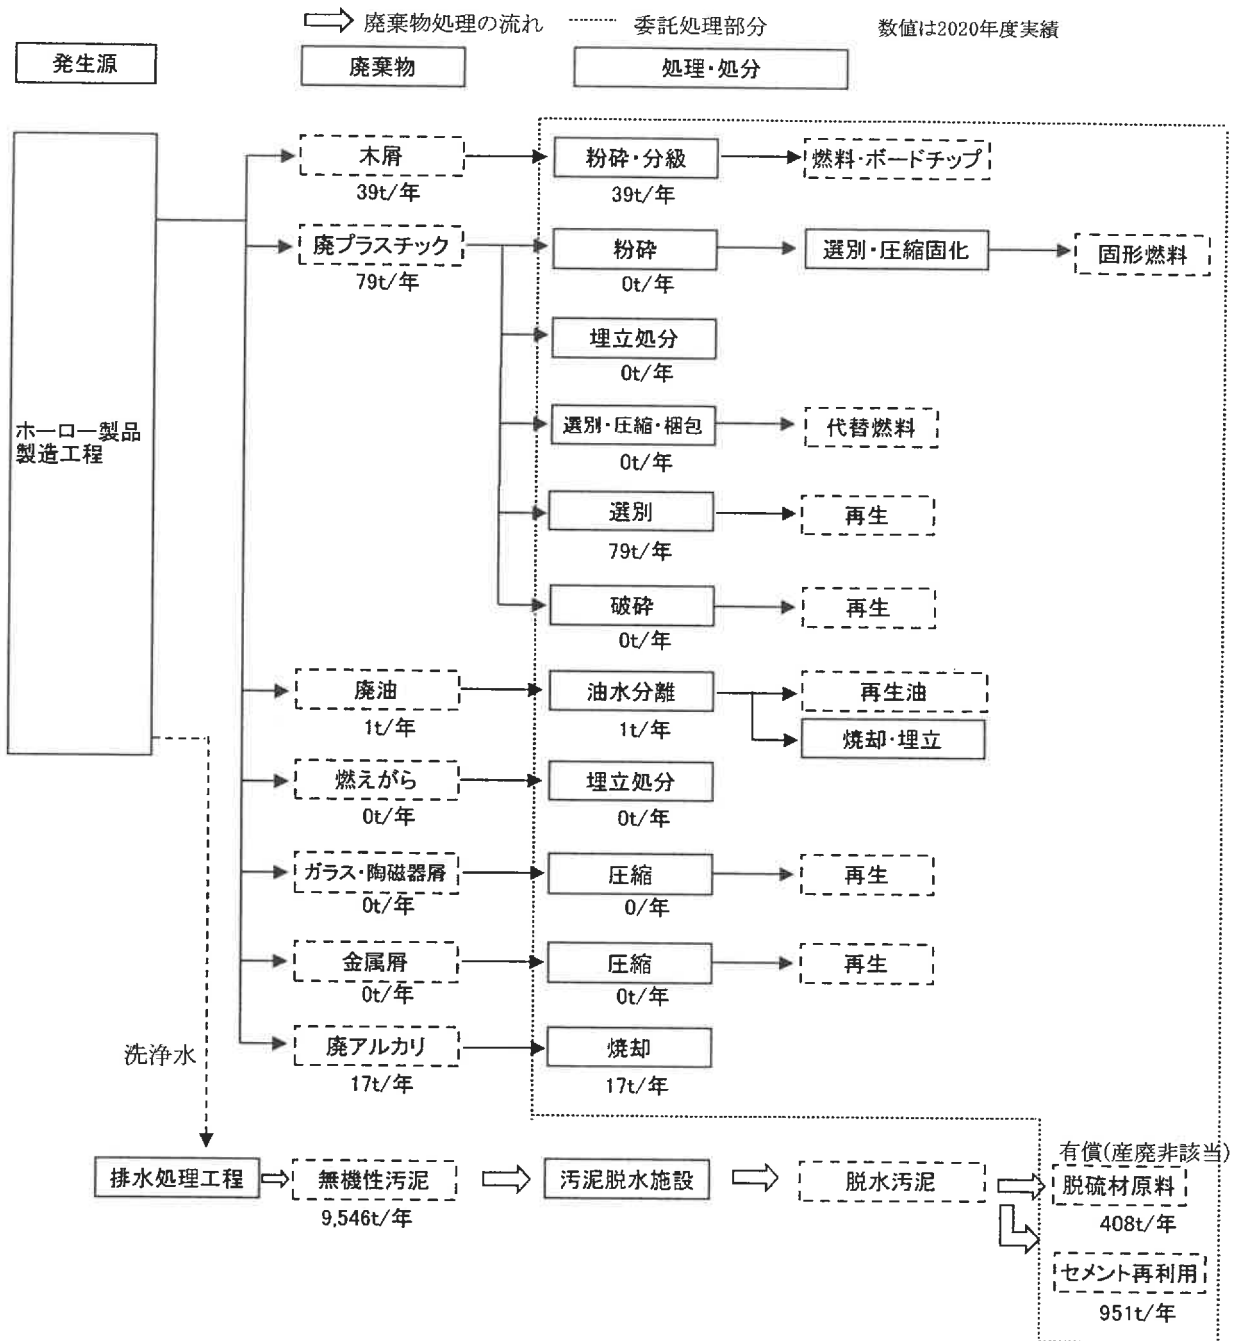 廃棄物処理の流れ
委託処理部分
数値は2020年度実績
発生源
廃棄物
処理・処分
ホーロー製品
製造工程
木屑
39t/年
粉砕・分級
39t/年
燃料・ボードチップ
廃プラスチック
79t/年
粉砕
0t/年
選別・圧縮固化
固形燃料
埋立処分
0t/年
選別・圧縮・梱包
0t/年
代替燃料
選別
79t/年
再生
破砕
0t/年
再生
廃油
1t/年
油水分離
1t/年
再生油
焼却・埋立
燃えがら
0t/年
埋立処分
0t/年
ガラス・陶磁器屑
0t/年
圧縮
0/年
再生
金属屑
0t/年
圧縮
0t/年
再生
廃アルカリ
17t/年
焼却
17t/年
洗浄水
排水処理工程
無機性汚泥
9,546t/年
汚泥脱水施設
脱水汚泥
有償(産廃非該当)
脱硫材原料
408t/年
セメント再利用
951t/年